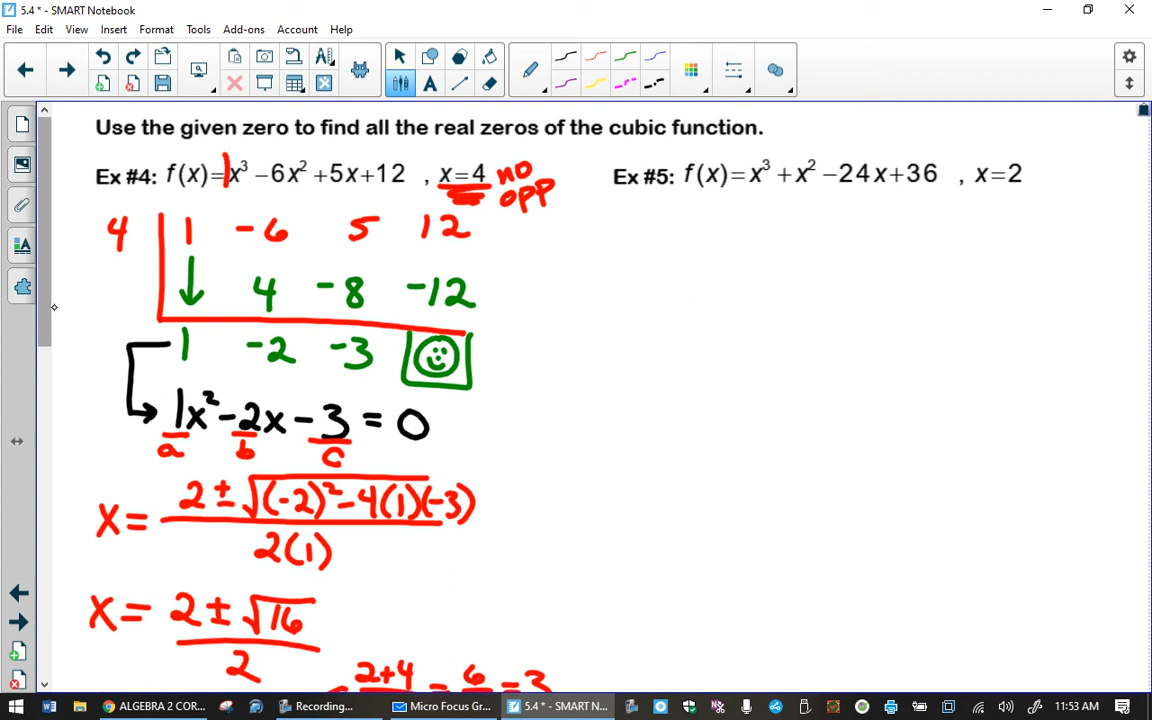 5.4 * - SMART Notebook
File Edit View Insert Format Tools Add-ons Account Help
Use the given zero to find all the real zeros of the cubic function.
Ex #4: f(x)=1x³−6x²+5x+12 , x=4 no opp
Ex #5: f(x)=x³+x²−24x+36 , x=2
4 1 -6 5 12
4 -8 -12
1 -2 -3
1x²-2x-3=0
a b c
x= 2±√(-2)²-4(1)(-3)
2(1)
x= 2±√16
2
2+4 = 6 =3
ALGEBRA 2 COR...
Recording...
Micro Focus Gr...
5.4 * - SMART N...
11:53 AM